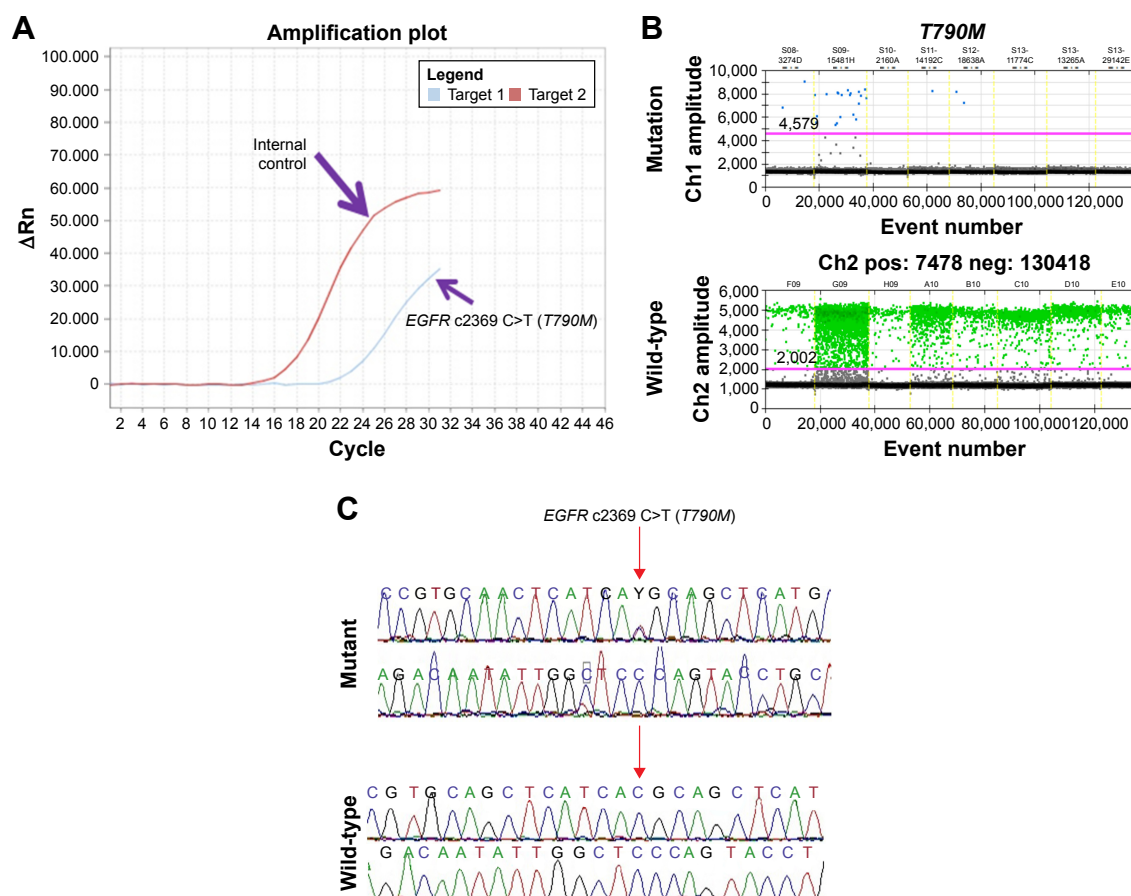 A
Amplification plot
100.000
90.000
80.000
70.000
60.000
50.000
40.000
30.000
20.000
10.000
0
ΔRn
Legend
Target 1 Target 2
Internal
control
EGFR c2369 C>T (T790M)
2 4 6 8 10 12 14 16 18 20 22 24 26 28 30 32 34 36 38 40 42 44 46
Cycle
B
T790M
S08- S09- S10- S11- S12- S13- S13- S13-
3274D 15481H 2160A 14192C 18638A 11774C 13265A 29142E
Mutation
Ch1 amplitude
10,000
8,000
6,000
4,579
4,000
2,000
0
0 20,000 40,000 60,000 80,000 100,000 120,000
Event number
Ch2 pos: 7478 neg: 130418
F09 G09 H09 A10 B10 C10 D10 E10
Wild-type
Ch2 amplitude
6,000
5,000
4,000
3,000
2,002
2,000
1,000
0
0 20,000 40,000 60,000 80,000 100,000 120,000
Event number
C
EGFR c2369 C>T (T790M)
Mutant
C C G T G C A A C T C A T C A Y G C A G C T C A T G
A G A C A A T A T T G G C T C C C A G T A C C T G C
Wild-type
C G T G C A G C T C A T C A C G C A G C T C A T
G A C A A T A T T G G C T C C C A G T A C C T